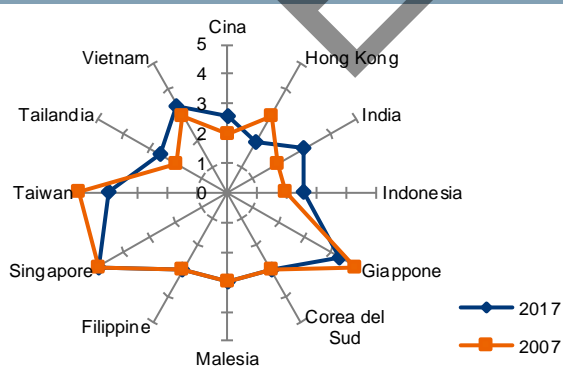 Cina
5
4
3
2
1
0
Hong Kong
India
Indonesia
Giappone
Corea del
Sud
Malesia
Filippine
Singapore
Taiwan
Tailandia
Vietnam
2017
2007